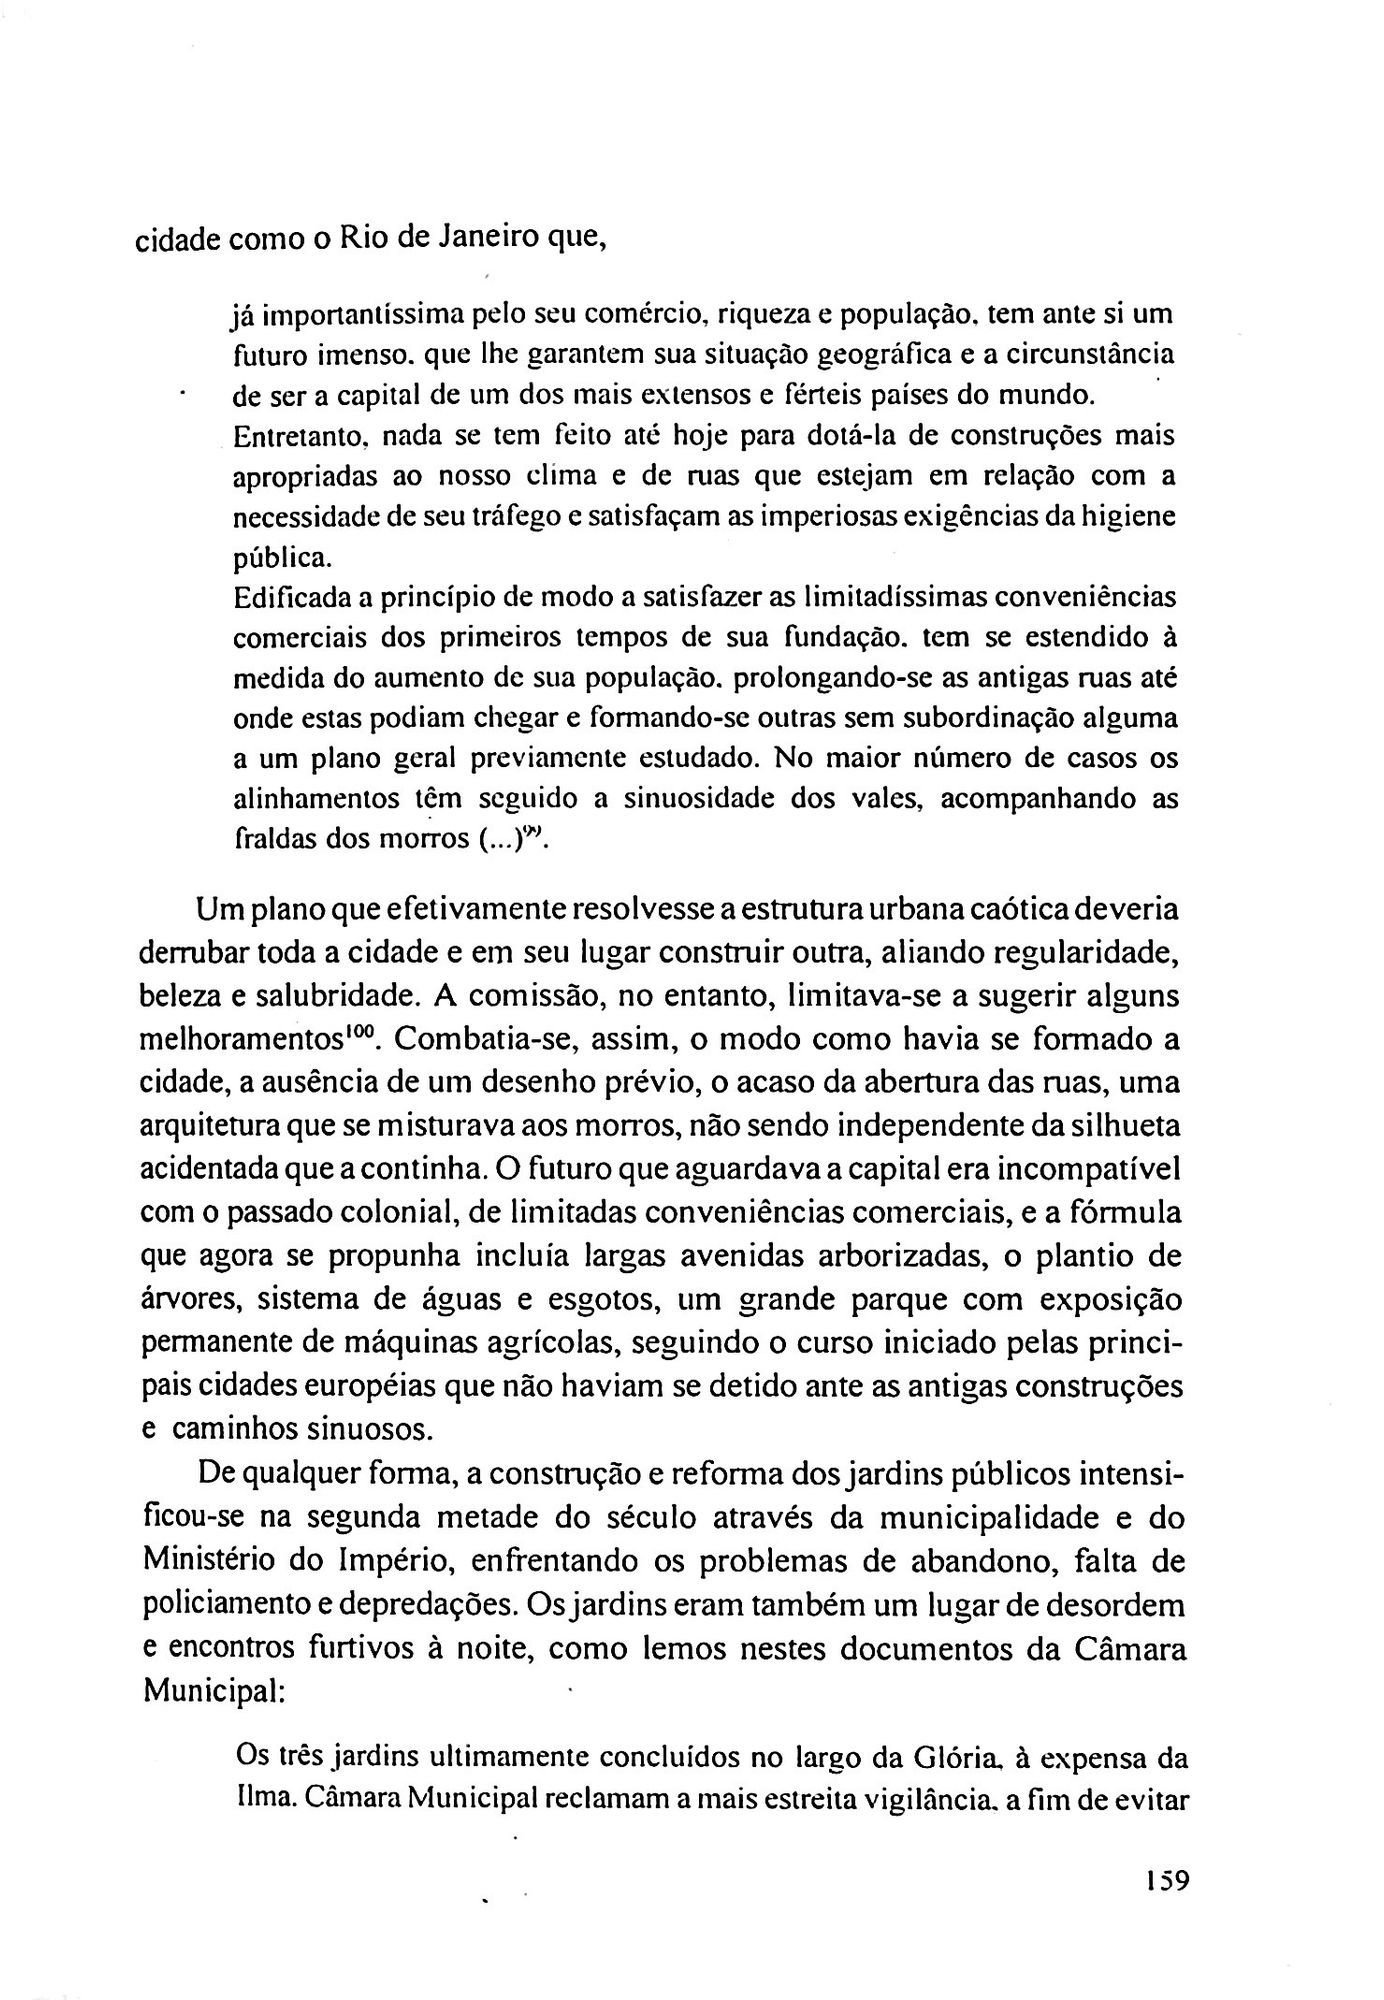 cidade como o Rio de Janeiro que,
já importantíssima pelo seu comércio, riqueza e população, tem ante si um
futuro imenso. que lhe garantem sua situação geográfica e a circunstância
de ser a capital de um dos mais extensos e férteis países do mundo.
Entretanto, nada se tem feito até hoje para dotá-la de construções mais
apropriadas ao nosso clima e de ruas que estejam em relação com a
necessidade de seu tráfego e satisfaçam as imperiosas exigências da higiene
pública.
Edificada a princípio de modo a satisfazer as limitadíssimas conveniências
comerciais dos primeiros tempos de sua fundação. tem se estendido à
medida do aumento de sua população. prolongando-se as antigas ruas até
onde estas podiam chegar e formando-se outras sem subordinação alguma
a um plano geral previamente estudado. No maior número de casos os
alinhamentos têm seguido a sinuosidade dos vales, acompanhando as
fraldas dos morros (...)⁹⁹.
Um plano que efetivamente resolvesse a estrutura urbana caótica deveria
derrubar toda a cidade e em seu lugar construir outra, aliando regularidade,
beleza e salubridade. A comissão, no entanto, limitava-se a sugerir alguns
melhoramentos¹⁰⁰. Combatia-se, assim, o modo como havia se formado a
cidade, a ausência de um desenho prévio, o acaso da abertura das ruas, uma
arquitetura que se misturava aos morros, não sendo independente da silhueta
acidentada que a continha. O futuro que aguardava a capital era incompatível
com o passado colonial, de limitadas conveniências comerciais, e a fórmula
que agora se propunha incluía largas avenidas arborizadas, o plantio de
árvores, sistema de águas e esgotos, um grande parque com exposição
permanente de máquinas agrícolas, seguindo o curso iniciado pelas princi-
pais cidades européias que não haviam se detido ante as antigas construções
e caminhos sinuosos.
De qualquer forma, a construção e reforma dos jardins públicos intensi-
ficou-se na segunda metade do século através da municipalidade e do
Ministério do Império, enfrentando os problemas de abandono, falta de
policiamento e depredações. Os jardins eram também um lugar de desordem
e encontros furtivos à noite, como lemos nestes documentos da Câmara
Municipal:
Os três jardins ultimamente concluídos no largo da Glória, à expensa da
Ilma. Câmara Municipal reclamam a mais estreita vigilância. a fim de evitar
159